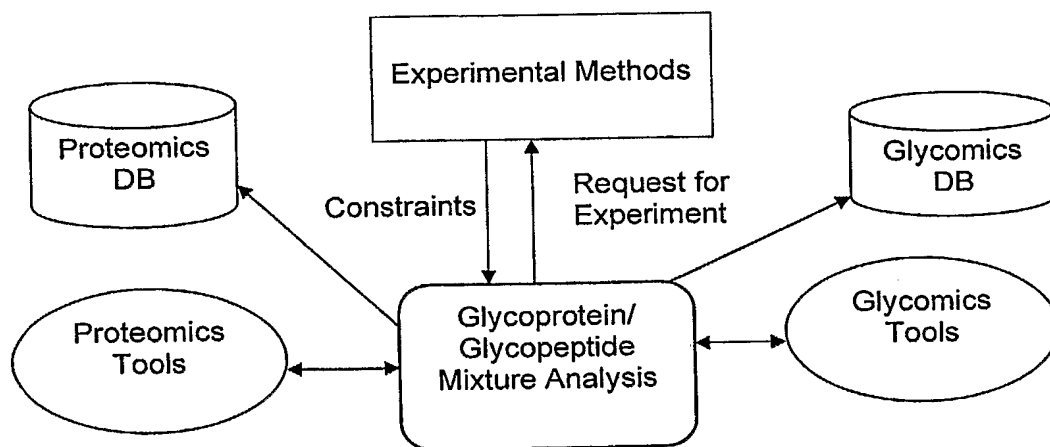 Experimental Methods
Proteomics
DB
Glycomics
DB
Constraints
Request for
Experiment
Proteomics
Tools
Glycoprotein/
Glycopeptide
Mixture Analysis
Glycomics
Tools